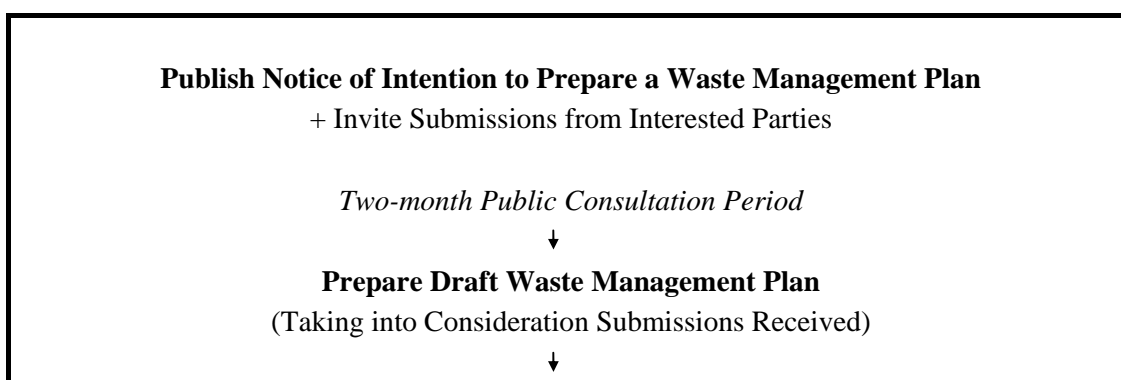 Publish Notice of Intention to Prepare a Waste Management Plan
+ Invite Submissions from Interested Parties
Two-month Public Consultation Period
Prepare Draft Waste Management Plan
(Taking into Consideration Submissions Received)